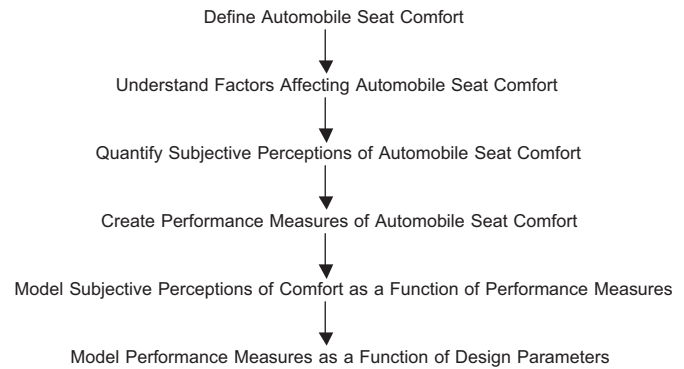 Define Automobile Seat Comfort
Understand Factors Affecting Automobile Seat Comfort
Quantify Subjective Perceptions of Automobile Seat Comfort
Create Performance Measures of Automobile Seat Comfort
Model Subjective Perceptions of Comfort as a Function of Performance Measures
Model Performance Measures as a Function of Design Parameters